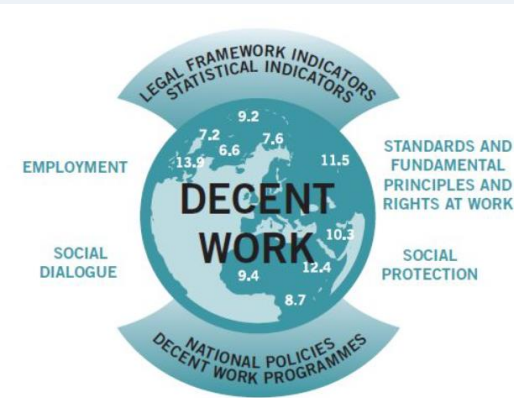 LEGAL FRAMEWORK INDICATORS
STATISTICAL INDICATORS
9.2
7.2
7.6
6.6
13.9
11.5
EMPLOYMENT
STANDARDS AND
FUNDAMENTAL
PRINCIPLES AND
RIGHTS AT WORK
DECENT
WORK
10.3
SOCIAL
DIALOGUE
SOCIAL
PROTECTION
9.4
12.4
8.7
NATIONAL POLICIES
DECENT WORK PROGRAMMES